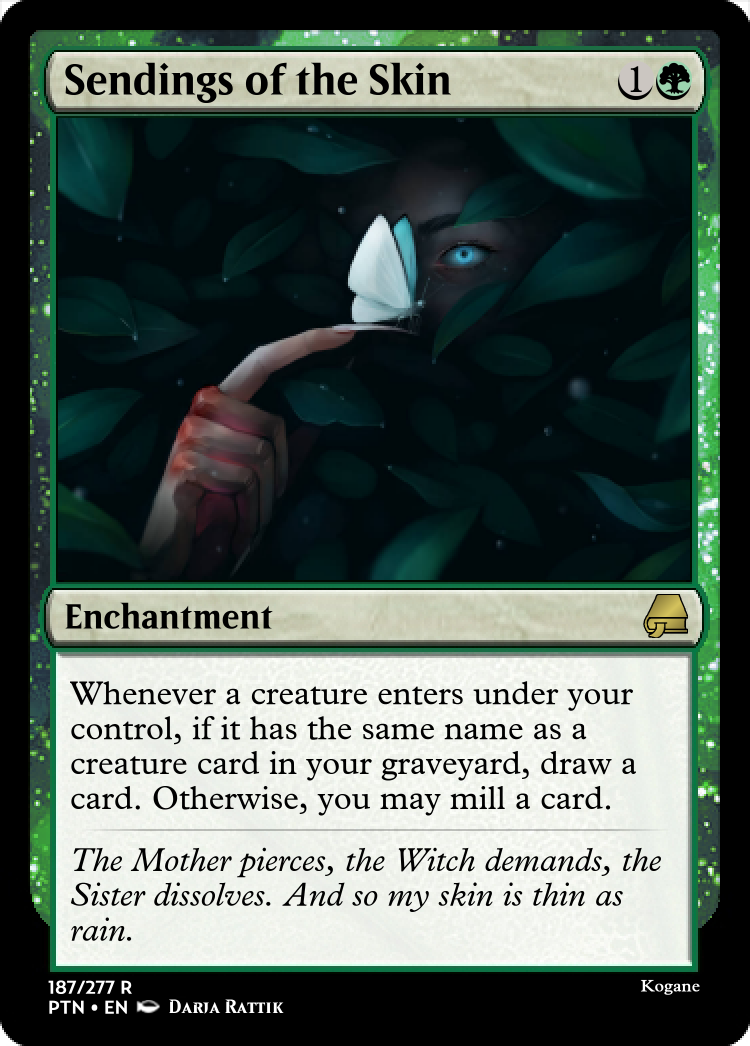 Sendings of the Skin 1
Enchantment
Whenever a creature enters under your
control, if it has the same name as a
creature card in your graveyard, draw a
card. Otherwise, you may mill a card.
The Mother pierces, the Witch demands, the
Sister dissolves. And so my skin is thin as
rain.
187/277 R
Kogane
PTN • EN Darja Rattik